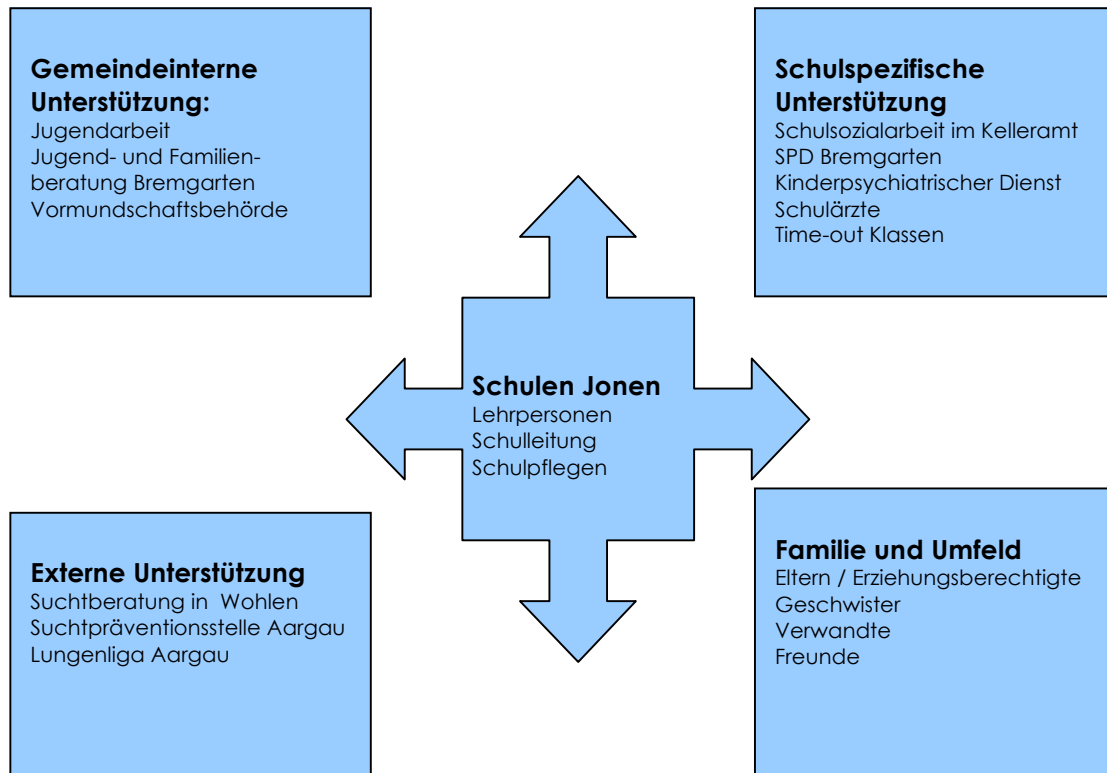 Gemeindeinterne
Unterstützung:
Jugendarbeit
Jugend- und Familien-
beratung Bremgarten
Vormundschaftsbehörde
Schulspezifische
Unterstützung
Schulsozialarbeit im Kelleramt
SPD Bremgarten
Kinderpsychiatrischer Dienst
Schulärzte
Time-out Klassen
Schulen Jonen
Lehrpersonen
Schulleitung
Schulpflegen
Externe Unterstützung
Suchtberatung in  Wohlen
Suchtpräventionsstelle Aargau
Lungenliga Aargau
Familie und Umfeld
Eltern / Erziehungsberechtigte
Geschwister
Verwandte
Freunde